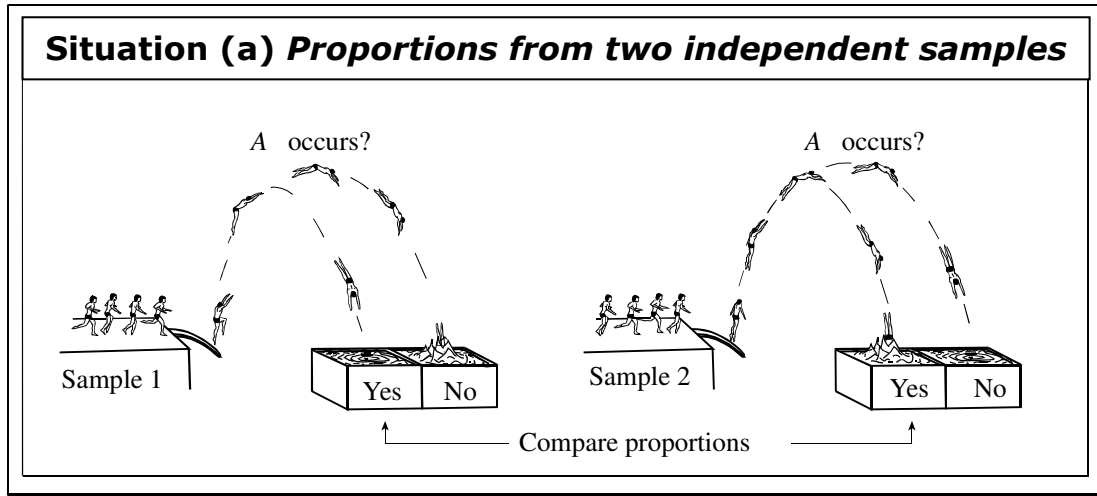 Situation (a) Proportions from two independent samples
A occurs?
A occurs?
Sample 1
Yes
No
Sample 2
Yes
No
Compare proportions